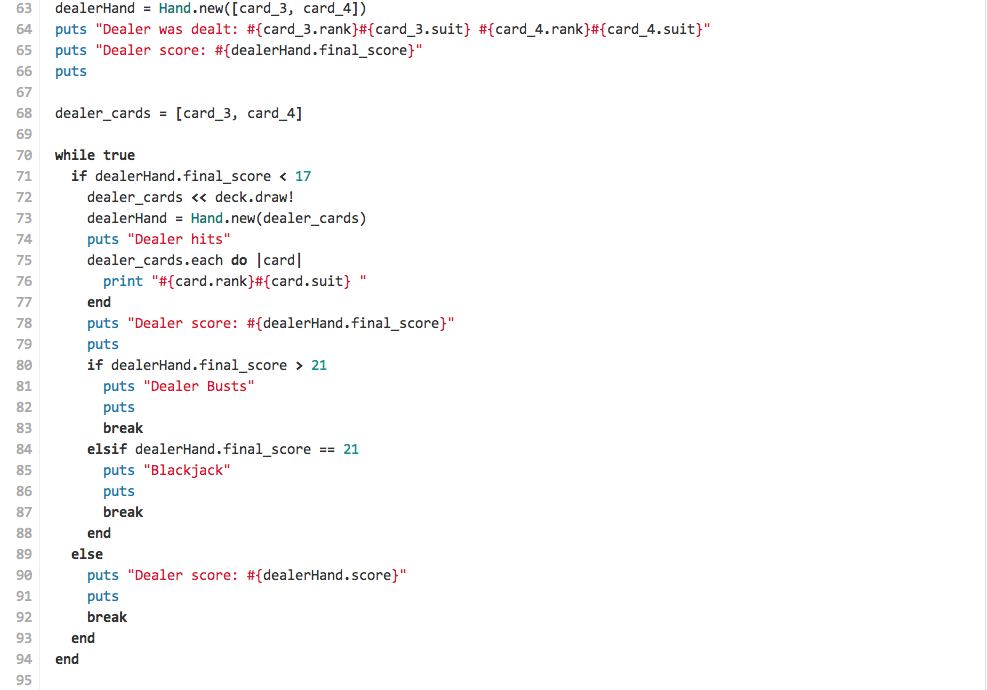 63 dealerHand = Hand.new([card_3, card_4])
64 puts "Dealer was dealt: #{card_3.rank}#{card_3.suit} #{card_4.rank}#{card_4.suit}"
65 puts "Dealer score: #{dealerHand.final_score}"
66 puts
67
68 dealer_cards = [card_3, card_4]
69
70 while true
71   if dealerHand.final_score < 17
72     dealer_cards << deck.draw!
73     dealerHand = Hand.new(dealer_cards)
74     puts "Dealer hits"
75     dealer_cards.each do |card|
76       print "#{card.rank}#{card.suit} "
77     end
78     puts "Dealer score: #{dealerHand.final_score}"
79     puts
80     if dealerHand.final_score > 21
81       puts "Dealer Busts"
82       puts
83       break
84     elsif dealerHand.final_score == 21
85       puts "Blackjack"
86       puts
87       break
88     end
89   else
90     puts "Dealer score: #{dealerHand.score}"
91     puts
92     break
93   end
94 end
95